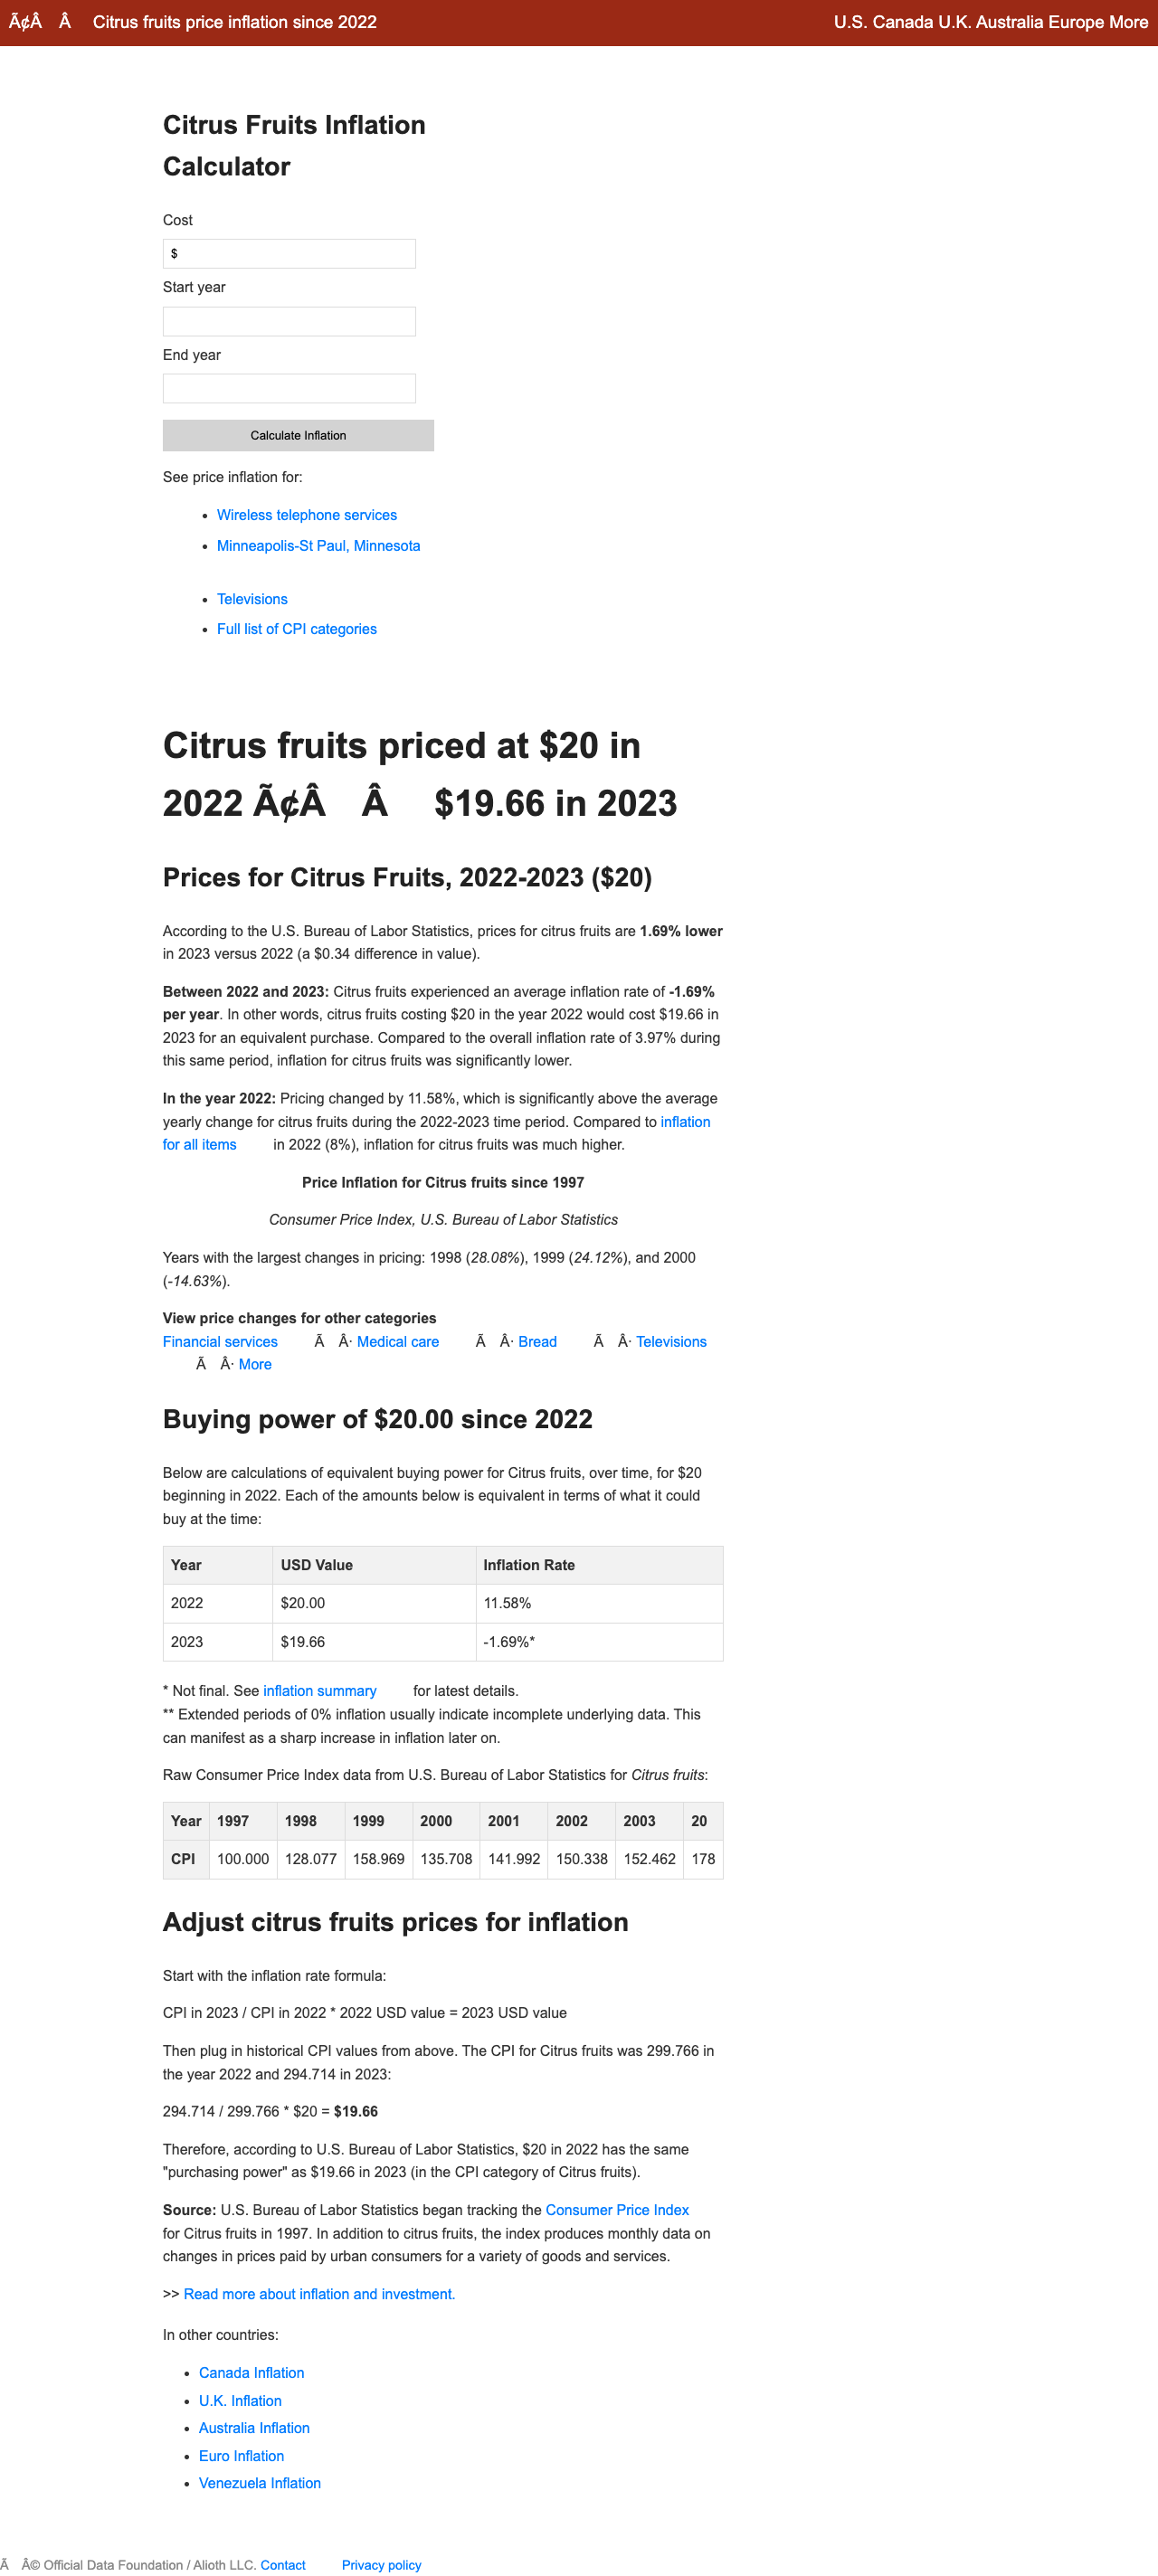 Ã¢Â Â Citrus fruits price inflation since 2022
U.S. Canada U.K. Australia Europe More
Citrus Fruits Inflation
Calculator
Cost
$
Start year
End year
Calculate Inflation
See price inflation for:
• Wireless telephone services
• Minneapolis-St Paul, Minnesota
• Televisions
• Full list of CPI categories
Citrus fruits priced at $20 in
2022 Ã¢Â Â $19.66 in 2023
Prices for Citrus Fruits, 2022-2023 ($20)
According to the U.S. Bureau of Labor Statistics, prices for citrus fruits are 1.69% lower
in 2023 versus 2022 (a $0.34 difference in value).
Between 2022 and 2023: Citrus fruits experienced an average inflation rate of -1.69%
per year. In other words, citrus fruits costing $20 in the year 2022 would cost $19.66 in
2023 for an equivalent purchase. Compared to the overall inflation rate of 3.97% during
this same period, inflation for citrus fruits was significantly lower.
In the year 2022: Pricing changed by 11.58%, which is significantly above the average
yearly change for citrus fruits during the 2022-2023 time period. Compared to inflation
for all items in 2022 (8%), inflation for citrus fruits was much higher.
Price Inflation for Citrus fruits since 1997
Consumer Price Index, U.S. Bureau of Labor Statistics
Years with the largest changes in pricing: 1998 (28.08%), 1999 (24.12%), and 2000
(-14.63%).
View price changes for other categories
Financial services Ã Â· Medical care Ã Â· Bread Ã Â· Televisions
Ã Â· More
Buying power of $20.00 since 2022
Below are calculations of equivalent buying power for Citrus fruits, over time, for $20
beginning in 2022. Each of the amounts below is equivalent in terms of what it could
buy at the time:
Year USD Value Inflation Rate
2022 $20.00 11.58%
2023 $19.66 -1.69%*
* Not final. See inflation summary for latest details.
** Extended periods of 0% inflation usually indicate incomplete underlying data. This
can manifest as a sharp increase in inflation later on.
Raw Consumer Price Index data from U.S. Bureau of Labor Statistics for Citrus fruits:
Year 1997 1998 1999 2000 2001 2002 2003 20
CPI 100.000 128.077 158.969 135.708 141.992 150.338 152.462 178
Adjust citrus fruits prices for inflation
Start with the inflation rate formula:
CPI in 2023 / CPI in 2022 * 2022 USD value = 2023 USD value
Then plug in historical CPI values from above. The CPI for Citrus fruits was 299.766 in
the year 2022 and 294.714 in 2023:
294.714 / 299.766 * $20 = $19.66
Therefore, according to U.S. Bureau of Labor Statistics, $20 in 2022 has the same
"purchasing power" as $19.66 in 2023 (in the CPI category of Citrus fruits).
Source: U.S. Bureau of Labor Statistics began tracking the Consumer Price Index
for Citrus fruits in 1997. In addition to citrus fruits, the index produces monthly data on
changes in prices paid by urban consumers for a variety of goods and services.
>> Read more about inflation and investment.
In other countries:
• Canada Inflation
• U.K. Inflation
• Australia Inflation
• Euro Inflation
• Venezuela Inflation
Ã Â© Official Data Foundation / Alioth LLC. Contact Privacy policy